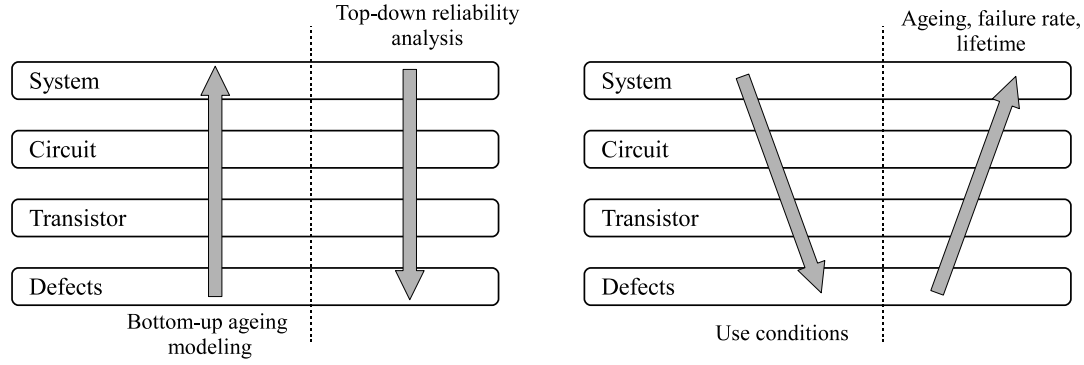 Top-down reliability
analysis
System
Circuit
Transistor
Defects
Bottom-up ageing
modeling
Ageing, failure rate,
lifetime
System
Circuit
Transistor
Defects
Use conditions